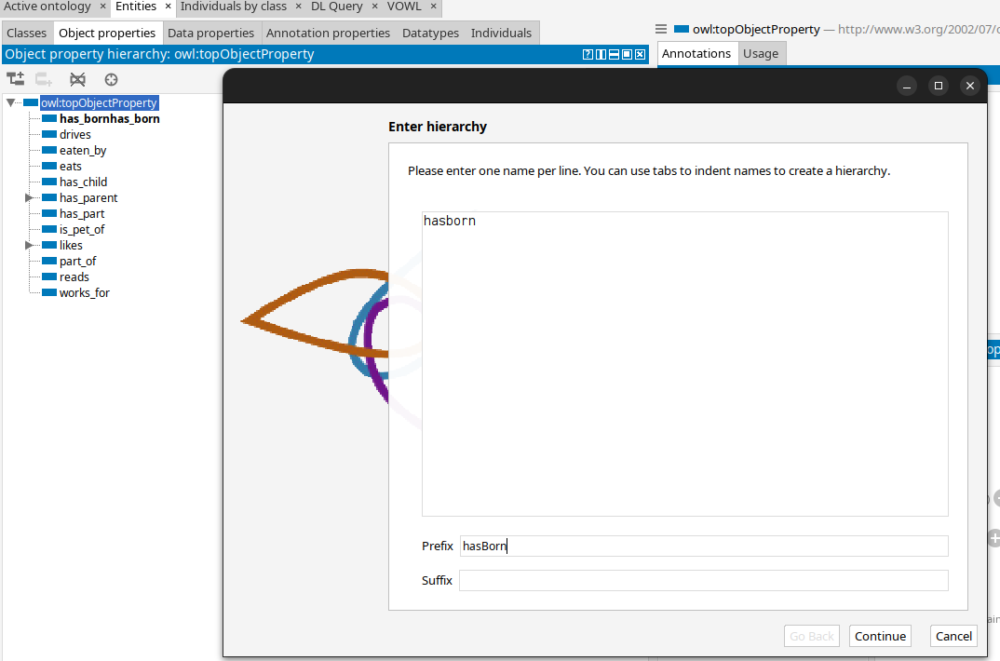 Active ontology × Entities × Individuals by class × DL Query × VOWL ×
Classes Object properties Data properties Annotation properties Datatypes Individuals
Object property hierarchy: owl:topObjectProperty
owl:topObjectProperty — http://www.w3.org/2002/07/
Annotations Usage
owl:topObjectProperty
has_bornhas_born
drives
eaten_by
eats
has_child
has_parent
has_part
is_pet_of
likes
part_of
reads
works_for
Enter hierarchy
Please enter one name per line. You can use tabs to indent names to create a hierarchy.
hasborn
Prefix hasBorn
Suffix
Go Back Continue Cancel